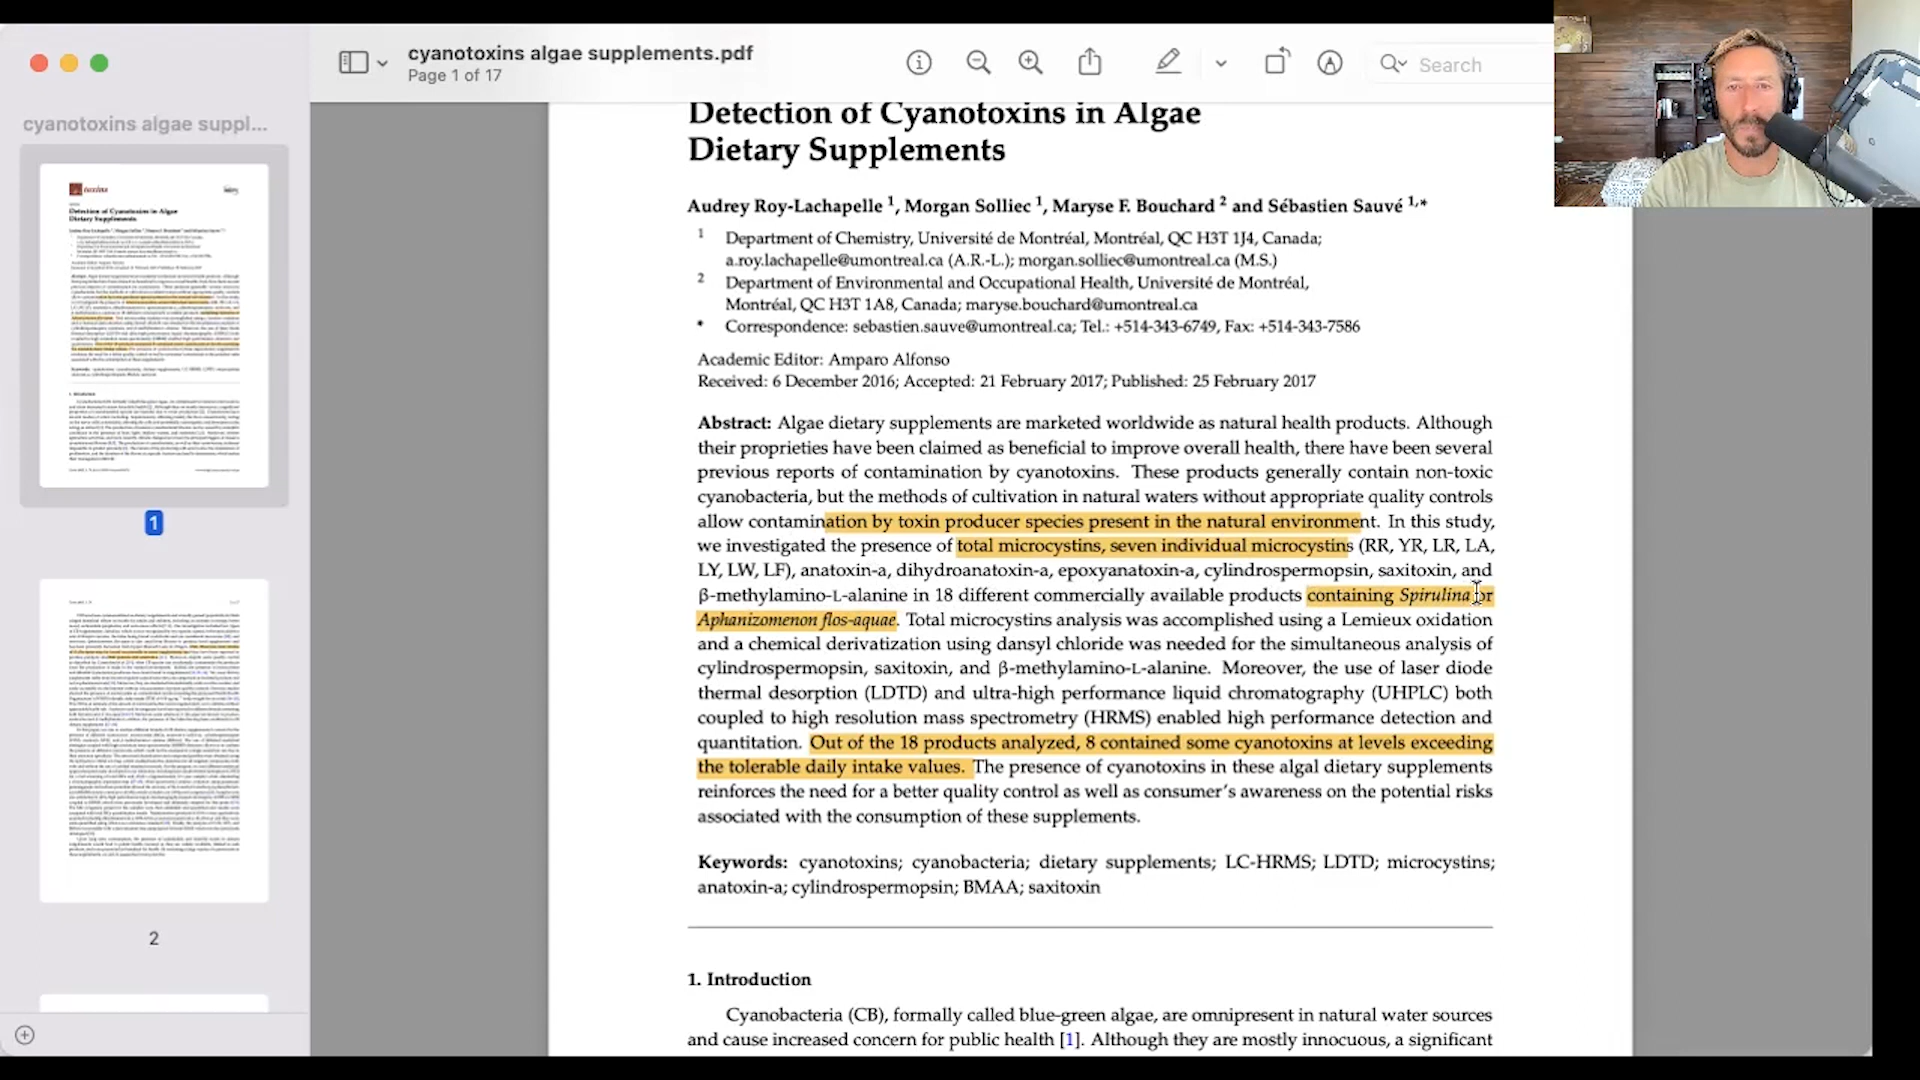 cyanotoxins algae supplements.pdf
Page 1 of 17
Search
cyanotoxins algae suppl...
1
2
Detection of Cyanotoxins in Algae
Dietary Supplements
Audrey Roy-Lachapelle 1, Morgan Solliec 1, Maryse F. Bouchard 2 and Sébastien Sauvé 1,*
1 Department of Chemistry, Université de Montréal, Montréal, QC H3T 1J4, Canada;
a.roy.lachapelle@umontreal.ca (A.R.-L.); morgan.solliec@umontreal.ca (M.S.)
2 Department of Environmental and Occupational Health, Université de Montréal,
Montréal, QC H3T 1A8, Canada; maryse.bouchard@umontreal.ca
* Correspondence: sebastien.sauve@umontreal.ca; Tel.: +514-343-6749, Fax: +514-343-7586
Academic Editor: Amparo Alfonso
Received: 6 December 2016; Accepted: 21 February 2017; Published: 25 February 2017
Abstract: Algae dietary supplements are marketed worldwide as natural health products. Although
their proprieties have been claimed as beneficial to improve overall health, there have been several
previous reports of contamination by cyanotoxins. These products generally contain non-toxic
cyanobacteria, but the methods of cultivation in natural waters without appropriate quality controls
allow contamination by toxin producer species present in the natural environment. In this study,
we investigated the presence of total microcystins, seven individual microcystins (RR, YR, LR, LA,
LY, LW, LF), anatoxin-a, dihydroanatoxin-a, epoxyanatoxin-a, cylindrospermopsin, saxitoxin, and
β-methylamino-L-alanine in 18 different commercially available products containing Spirulina or
Aphanizomenon flos-aquae. Total microcystins analysis was accomplished using a Lemieux oxidation
and a chemical derivatization using dansyl chloride was needed for the simultaneous analysis of
cylindrospermopsin, saxitoxin, and β-methylamino-L-alanine. Moreover, the use of laser diode
thermal desorption (LDTD) and ultra-high performance liquid chromatography (UHPLC) both
coupled to high resolution mass spectrometry (HRMS) enabled high performance detection and
quantitation. Out of the 18 products analyzed, 8 contained some cyanotoxins at levels exceeding
the tolerable daily intake values. The presence of cyanotoxins in these algal dietary supplements
reinforces the need for a better quality control as well as consumer's awareness on the potential risks
associated with the consumption of these supplements.
Keywords: cyanotoxins; cyanobacteria; dietary supplements; LC-HRMS; LDTD; microcystins;
anatoxin-a; cylindrospermopsin; BMAA; saxitoxin
1. Introduction
Cyanobacteria (CB), formally called blue-green algae, are omnipresent in natural water sources
and cause increased concern for public health [1]. Although they are mostly innocuous, a significant